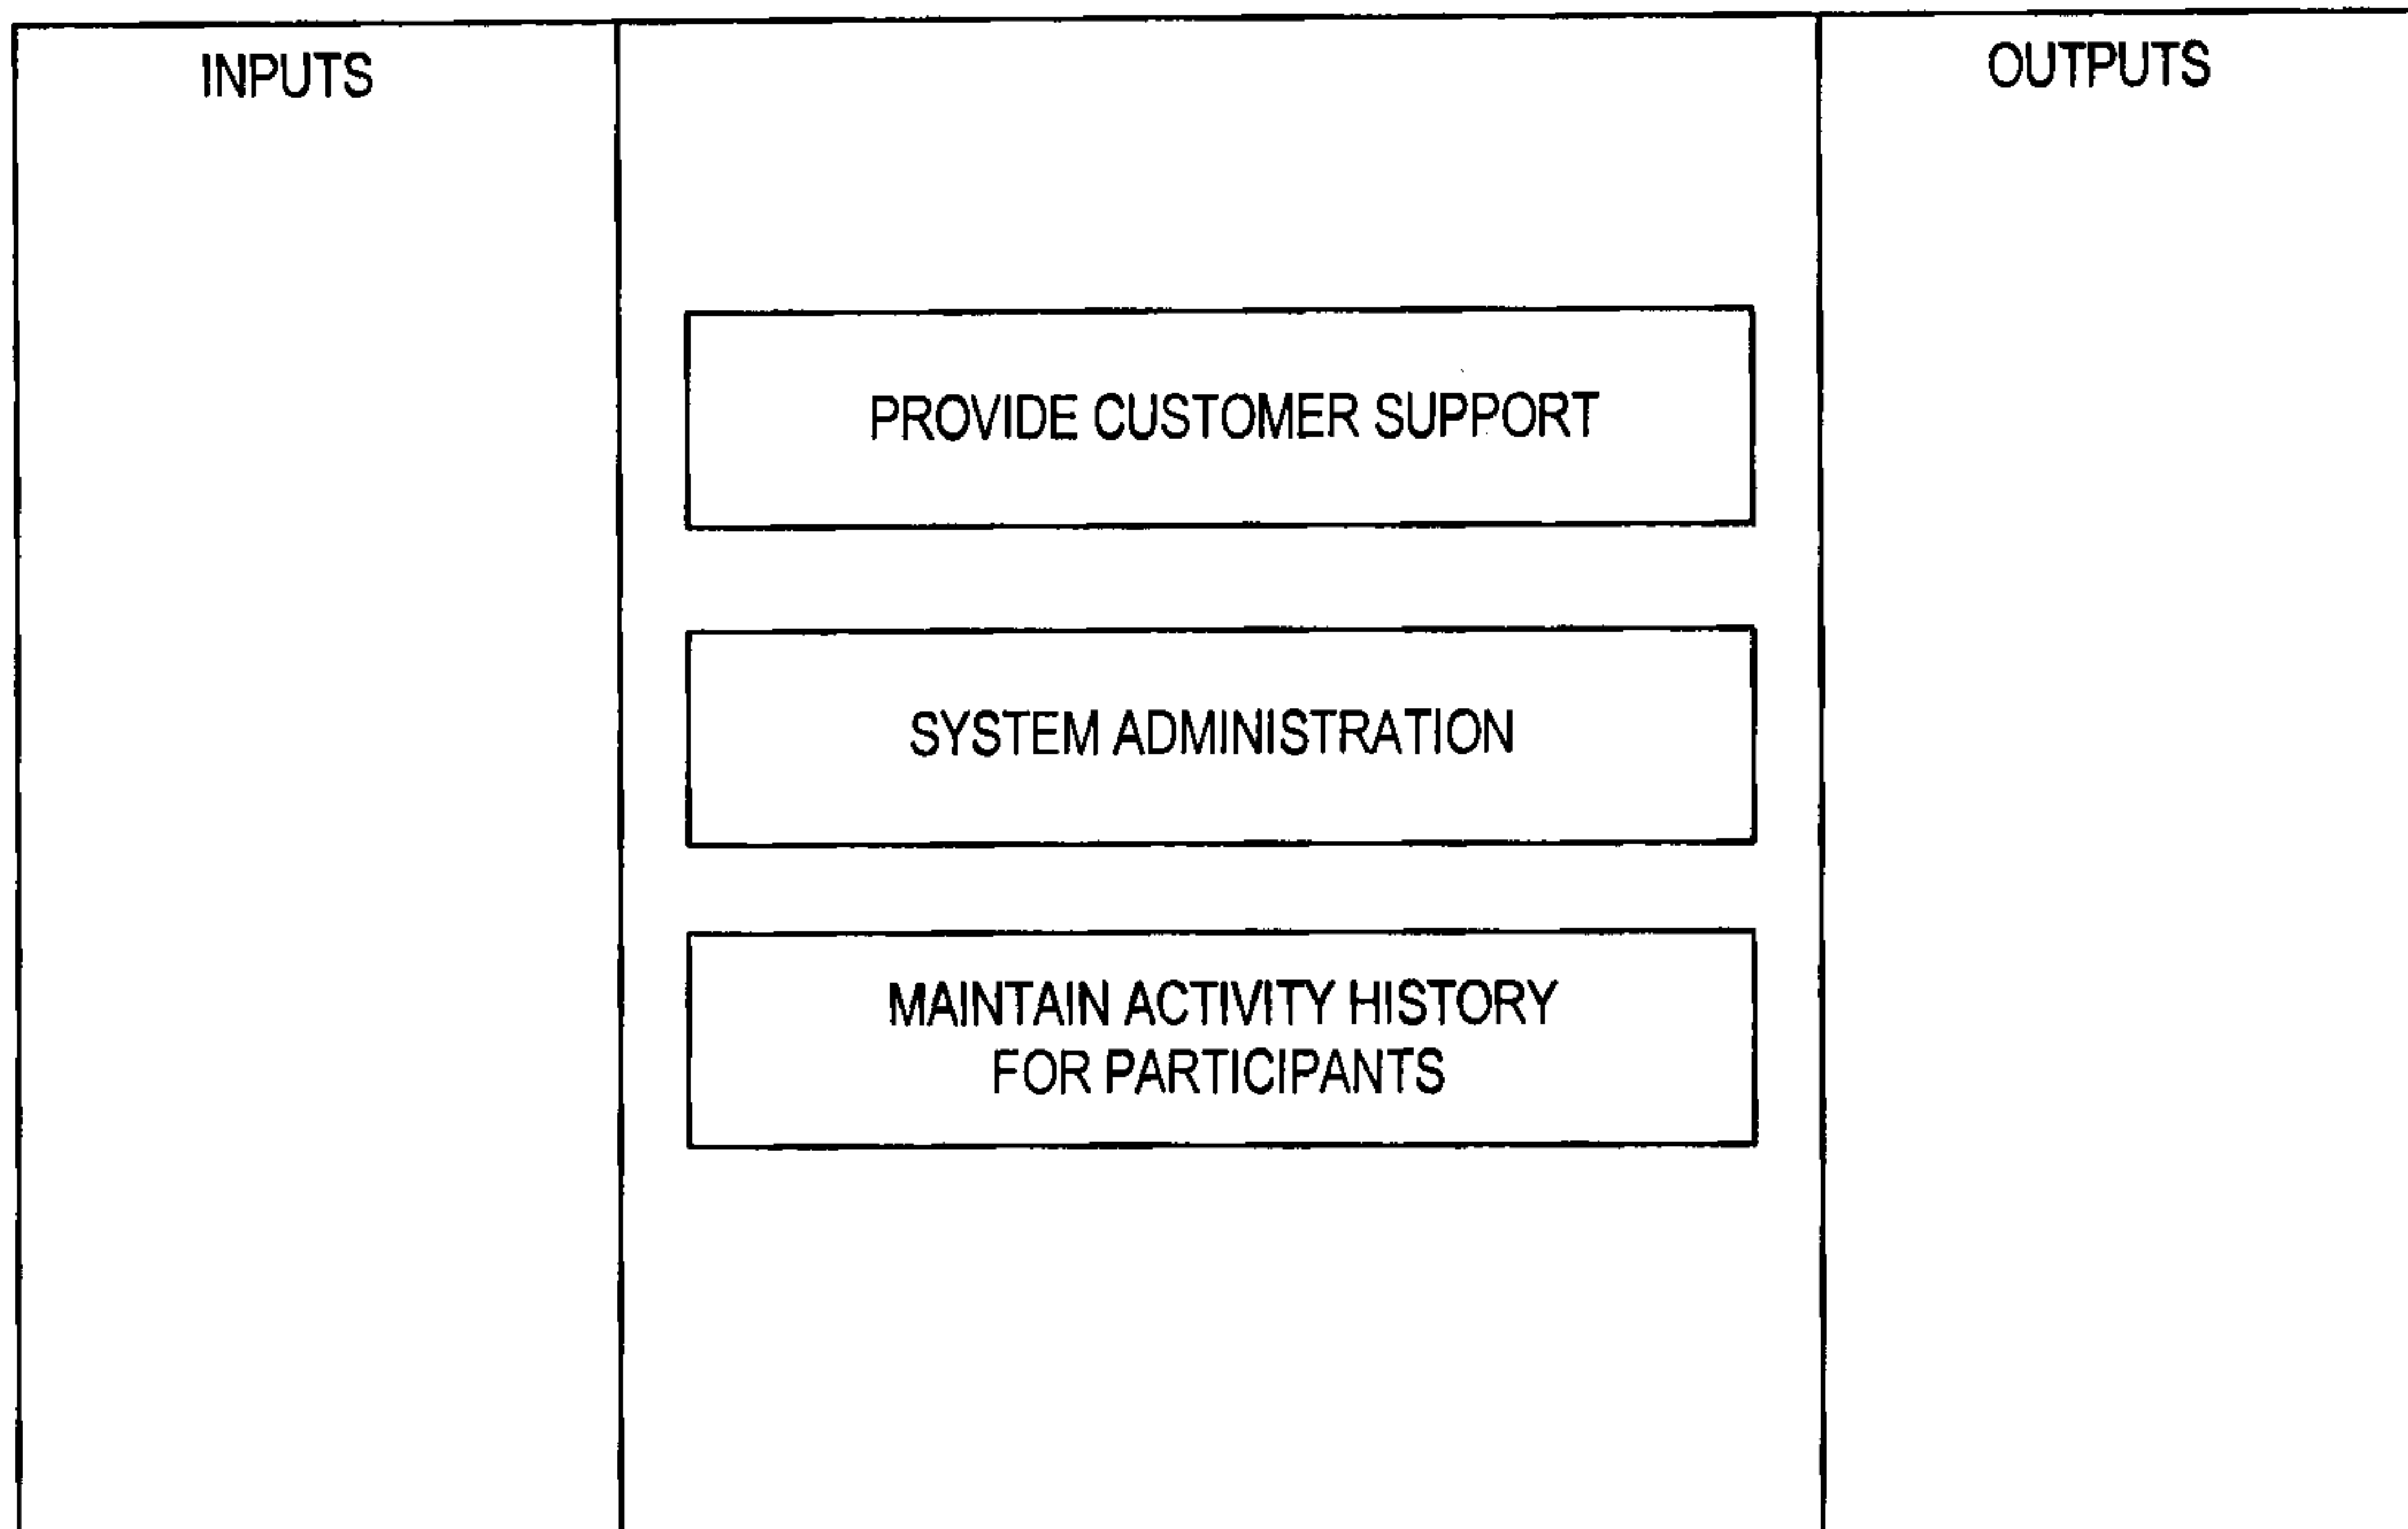 INPUTS
OUTPUTS
PROVIDE CUSTOMER SUPPORT
SYSTEM ADMINISTRATION
MAINTAIN ACTIVITY HISTORY
FOR PARTICIPANTS